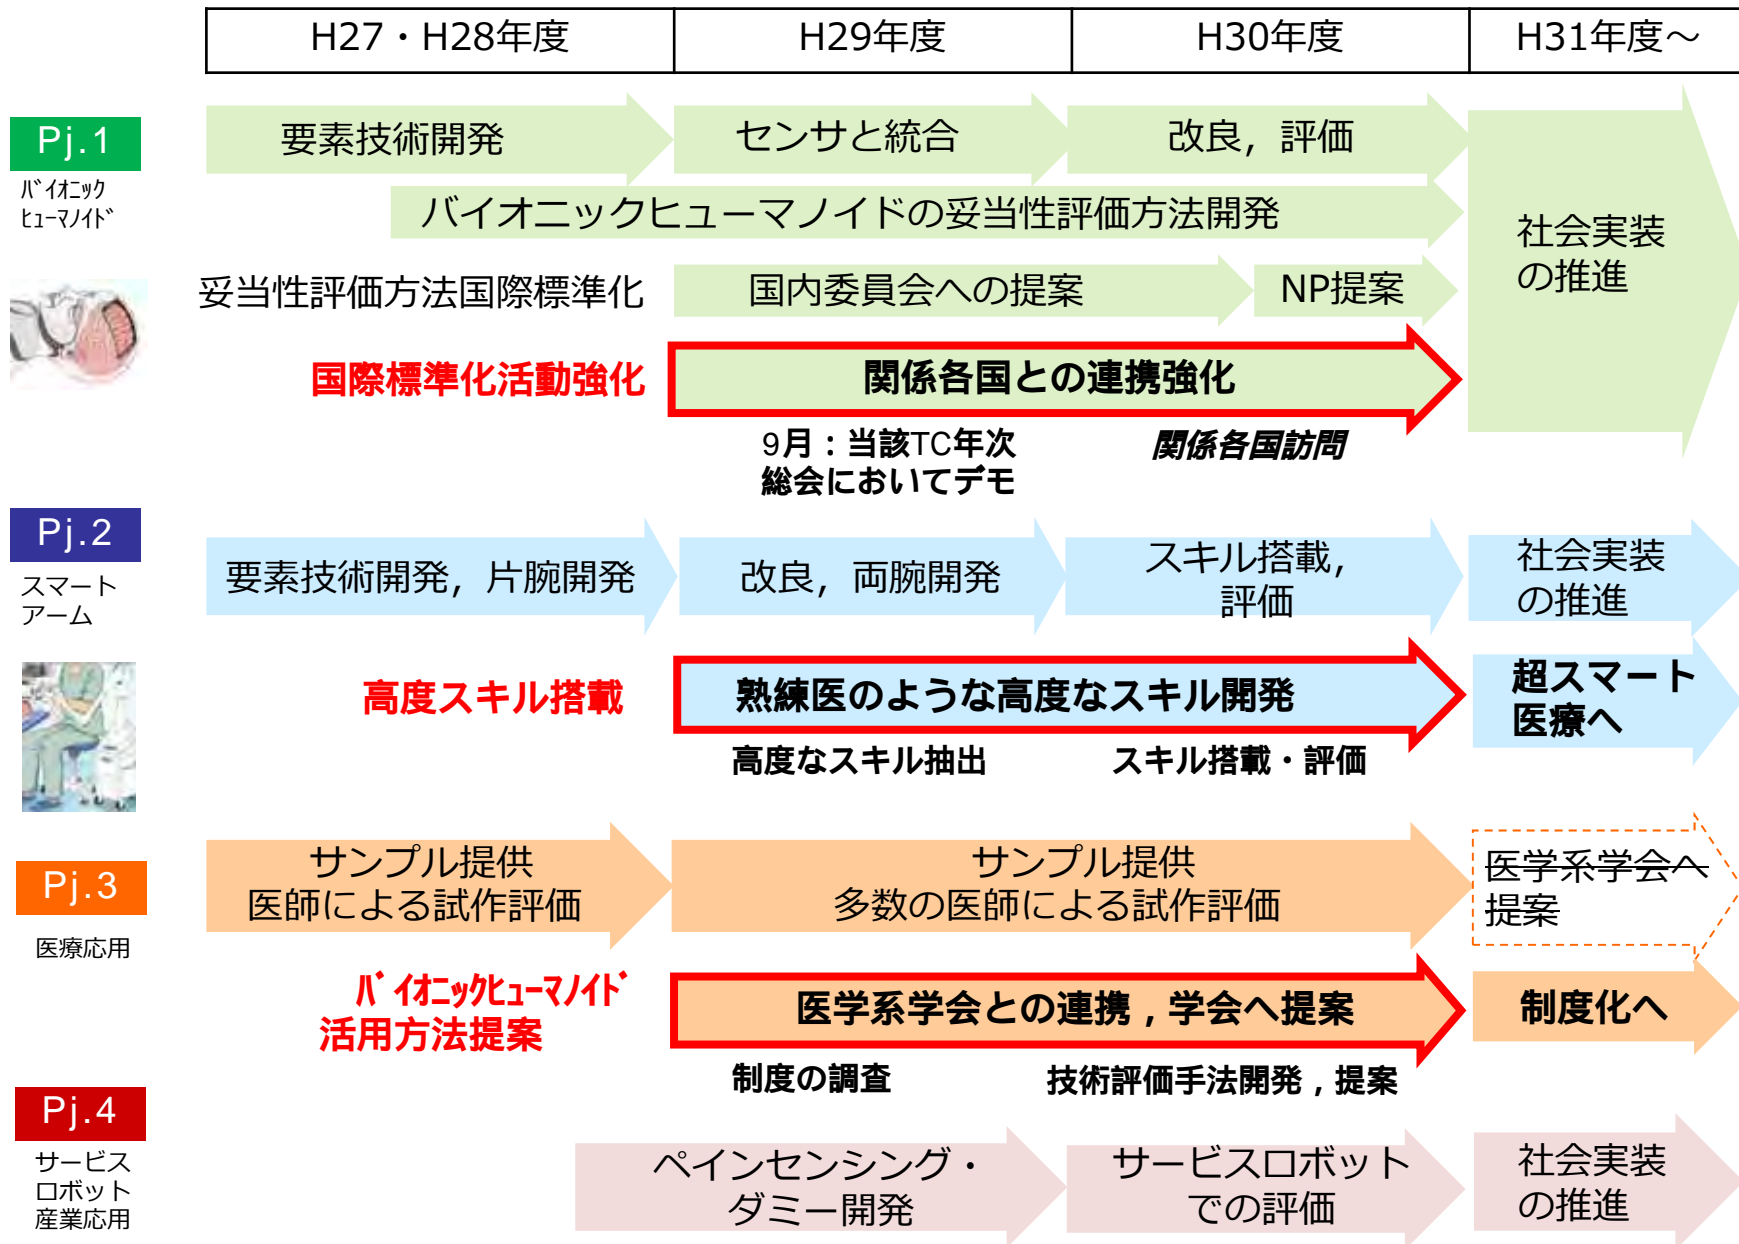 H27・H28年度
H29年度
H30年度
H31年度～
Pj.1
ﾊﾞｲｵﾆｯｸ
ﾋｭｰﾏﾉｲﾄﾞ
要素技術開発
センサと統合
改良，評価
社会実装
の推進
バイオニックヒューマノイドの妥当性評価方法開発
妥当性評価方法国際標準化
国内委員会への提案
NP提案
国際標準化活動強化
関係各国との連携強化
9月：当該TC年次
総会においてデモ
関係各国訪問
Pj.2
スマート
アーム
要素技術開発，片腕開発
改良，両腕開発
スキル搭載，
評価
社会実装
の推進
高度スキル搭載
熟練医のような高度なスキル開発
超スマート
医療へ
高度なスキル抽出
スキル搭載・評価
Pj.3
医療応用
サンプル提供
医師による試作評価
サンプル提供
多数の医師による試作評価
医学系学会へ
提案
ﾊﾞｲｵﾆｯｸﾋｭｰﾏﾉｲﾄﾞ
活用方法提案
医学系学会との連携，学会へ提案
制度化へ
制度の調査
技術評価手法開発，提案
Pj.4
サービス
ロボット
産業応用
ペインセンシング・
ダミー開発
サービスロボット
での評価
社会実装
の推進